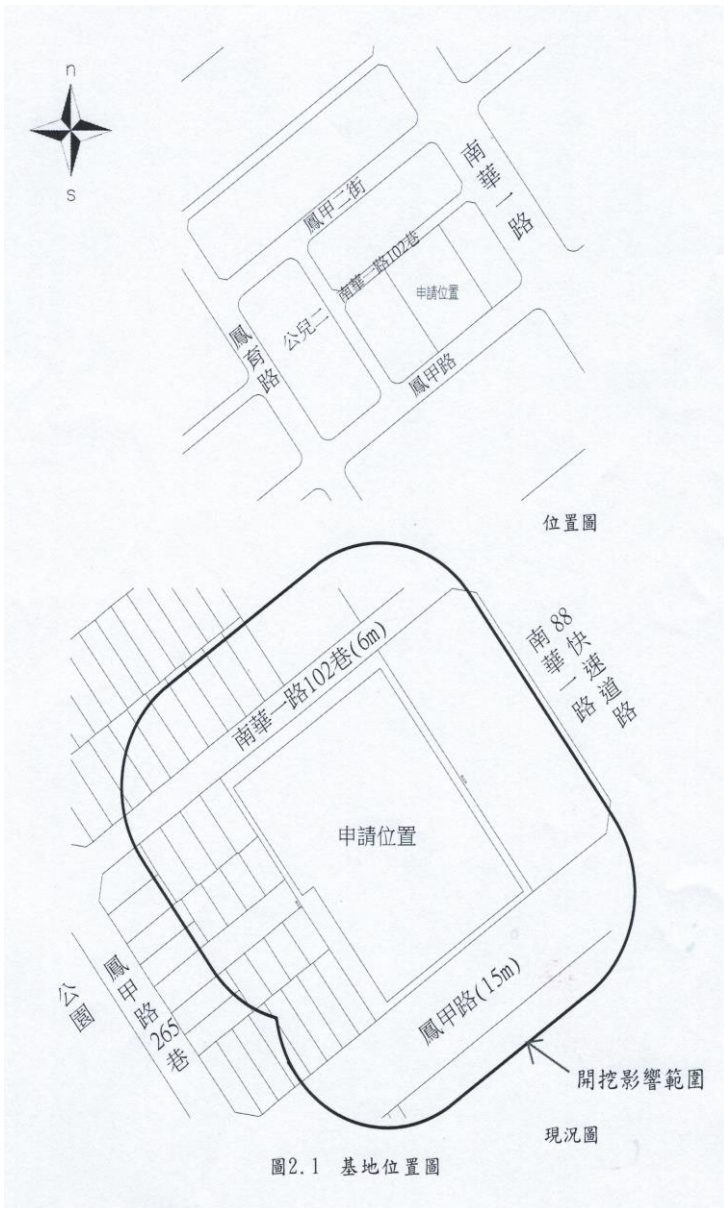 n
s
南華一路
鳳甲二街
南華一路102巷
申請位置
公兒二
鳳育路
鳳甲路
位置圖
南華一路102巷(6m)
88快速道路
南華一路
申請位置
鳳甲路(15m)
鳳甲路265巷
公園
開挖影響範圍
現況圖
圖2.1 基地位置圖